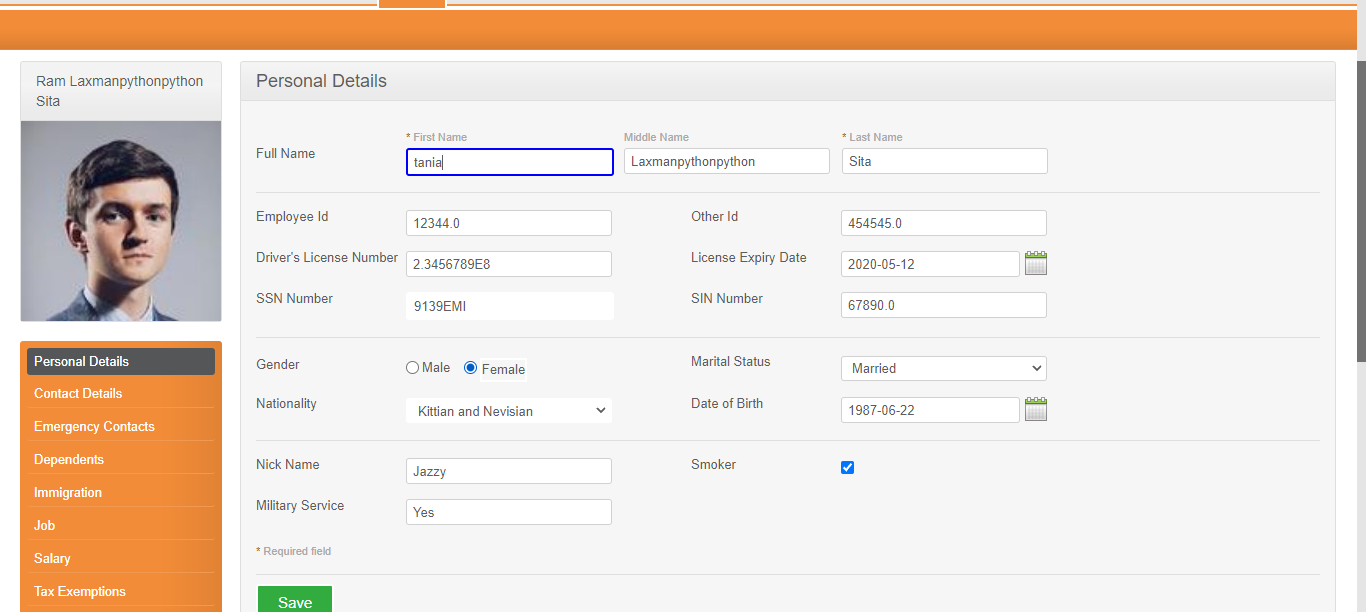 Ram Laxmanpythonpython
Sita
Personal Details
Contact Details
Emergency Contacts
Dependents
Immigration
Job
Salary
Tax Exemptions
Personal Details
* First Name Middle Name * Last Name
Full Name tania Laxmanpythonpython Sita
Employee Id 12344.0 Other Id 454545.0
Driver's License Number 2.3456789E8 License Expiry Date 2020-05-12
SSN Number 9139EMI SIN Number 67890.0
Gender Male Female Marital Status Married
Nationality Kittian and Nevisian Date of Birth 1987-06-22
Nick Name Jazzy Smoker
Military Service Yes
* Required field
Save